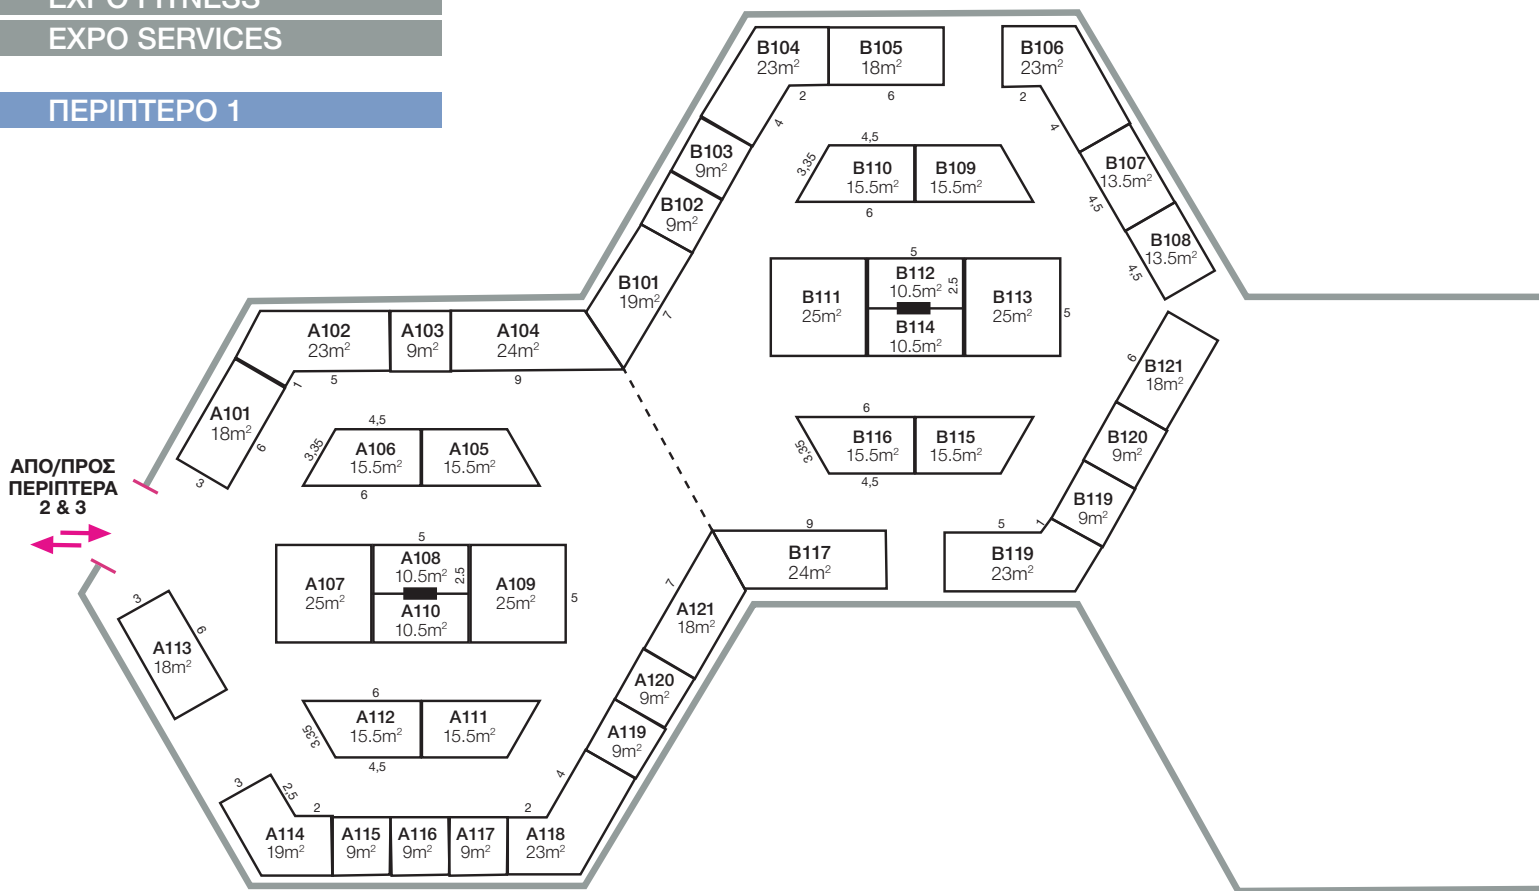 EXPO FITNESS
EXPO SERVICES
ΠΕΡΙΠΤΕΡΟ 1
B104
23m²
2
4
B105
18m²
6
B106
23m²
2
4
B103
9m²
B102
9m²
B101
19m²
7
4,5
3,35
B110
15.5m²
6
B109
15.5m²
B107
13.5m²
4,5
B108
13.5m²
4,5
5
B111
25m²
B112
10.5m²
2.5
B114
10.5m²
B113
25m²
5
6
B121
18m²
B120
9m²
B119
9m²
6
3,35
B116
15.5m²
4,5
B115
15.5m²
9
B117
24m²
5
1
B119
23m²
A102
23m²
1
5
A103
9m²
A104
24m²
9
A101
18m²
6
3
4,5
3,35
A106
15.5m²
6
A105
15.5m²
ΑΠΟ/ΠΡΟΣ
ΠΕΡΙΠΤΕΡΑ
2 & 3
5
A107
25m²
A108
10.5m²
2.5
A110
10.5m²
A109
25m²
5
3
6
A113
18m²
7
A121
18m²
A120
9m²
A119
9m²
6
3,35
A112
15.5m²
4,5
A111
15.5m²
3
2,5
2
A114
19m²
A115
9m²
A116
9m²
A117
9m²
2
4
A118
23m²